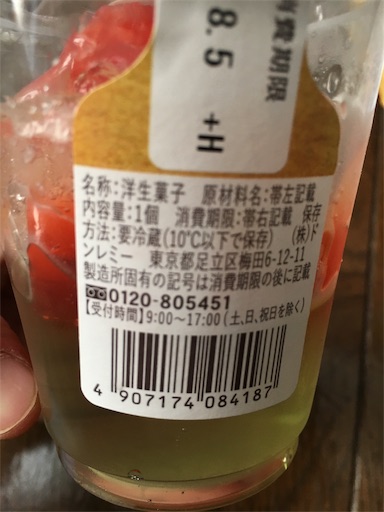 費期限
8.5 +H
名称:洋生菓子 原材料名:帯左記載
内容量:1個 消費期限:帯右記載 保存
方法:要冷蔵(10℃以下で保存) (株)ド
ンレミー 東京都足立区梅田6-12-11
製造所固有の記号は消費期限の後に記載
0120-805451
【受付時間】9:00～17:00(土、日、祝日を除く)
4 907174 084187